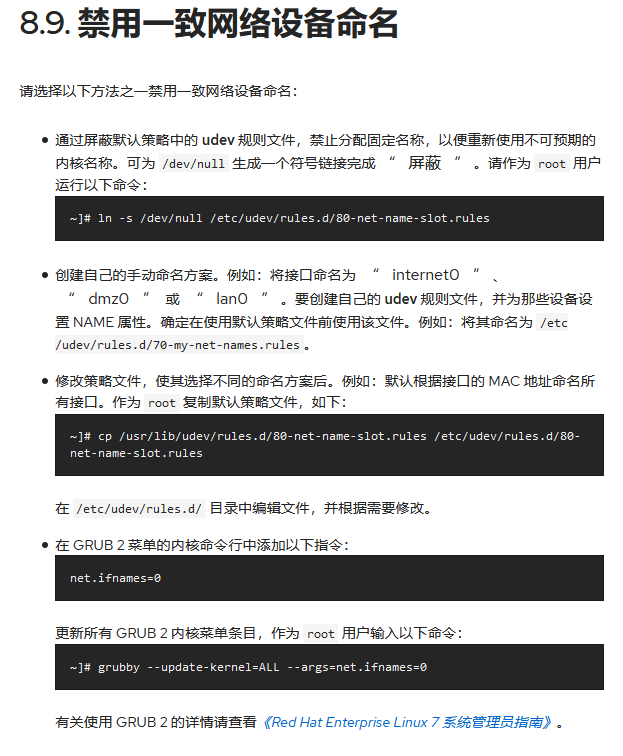 8.9. 禁用一致网络设备命名
请选择以下方法之一禁用一致网络设备命名：
通过屏蔽默认策略中的 udev 规则文件，禁止分配固定名称，以便重新使用不可预期的
内核名称。可为 /dev/null 生成一个符号链接完成 “ 屏蔽 ” 。请作为 root 用户
运行以下命令：
~]# ln -s /dev/null /etc/udev/rules.d/80-net-name-slot.rules
创建自己的手动命名方案。例如：将接口命名为 “ internet0 ” 、
“ dmz0 ” 或 “ lan0 ” 。要创建自己的 udev 规则文件，并为那些设备设
置 NAME 属性。确定在使用默认策略文件前使用该文件。例如：将其命名为 /etc
/udev/rules.d/70-my-net-names.rules。
修改策略文件，使其选择不同的命名方案后。例如：默认根据接口的 MAC 地址命名所
有接口。作为 root 复制默认策略文件，如下：
~]# cp /usr/lib/udev/rules.d/80-net-name-slot.rules /etc/udev/rules.d/80-
net-name-slot.rules
在 /etc/udev/rules.d/ 目录中编辑文件，并根据需要修改。
在 GRUB 2 菜单的内核命令行中添加以下指令：
net.ifnames=0
更新所有 GRUB 2 内核菜单条目，作为 root 用户输入以下命令：
~]# grubby --update-kernel=ALL --args=net.ifnames=0
有关使用 GRUB 2 的详情请查看《Red Hat Enterprise Linux 7 系统管理员指南》。